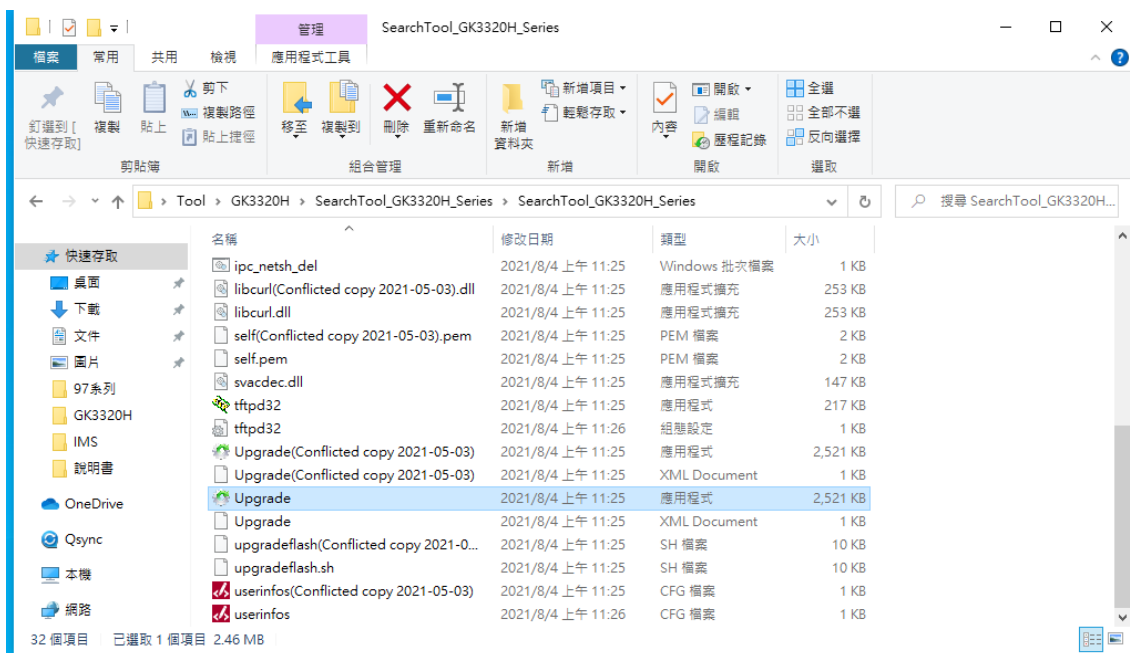 管理 SearchTool_GK3320H_Series
檔案 常用 共用 檢視 應用程式工具
釘選到 [快速存取]
複製
貼上
剪下
複製路徑
貼上捷徑
剪貼簿
移至
複製到
刪除
重新命名
組合管理
新增資料夾
新增項目
輕鬆存取
新增
內容
開啟
編輯
歷程記錄
開啟
全選
全部不選
反向選擇
選取
Tool › GK3320H › SearchTool_GK3320H_Series › SearchTool_GK3320H_Series
搜尋 SearchTool_GK3320H...
快速存取
桌面
下載
文件
圖片
97系列
GK3320H
IMS
說明書
OneDrive
Qsync
本機
網路
名稱 修改日期 類型 大小
ipc_netsh_del 2021/8/4 上午 11:25 Windows 批次檔案 1 KB
libcurl(Conflicted copy 2021-05-03).dll 2021/8/4 上午 11:25 應用程式擴充 253 KB
libcurl.dll 2021/8/4 上午 11:25 應用程式擴充 253 KB
self(Conflicted copy 2021-05-03).pem 2021/8/4 上午 11:25 PEM 檔案 2 KB
self.pem 2021/8/4 上午 11:25 PEM 檔案 2 KB
svacdec.dll 2021/8/4 上午 11:25 應用程式擴充 147 KB
tftpd32 2021/8/4 上午 11:25 應用程式 217 KB
tftpd32 2021/8/4 上午 11:26 組態設定 1 KB
Upgrade(Conflicted copy 2021-05-03) 2021/8/4 上午 11:25 應用程式 2,521 KB
Upgrade(Conflicted copy 2021-05-03) 2021/8/4 上午 11:25 XML Document 1 KB
Upgrade 2021/8/4 上午 11:25 應用程式 2,521 KB
Upgrade 2021/8/4 上午 11:25 XML Document 1 KB
upgradeflash(Conflicted copy 2021-0... 2021/8/4 上午 11:25 SH 檔案 10 KB
upgradeflash.sh 2021/8/4 上午 11:25 SH 檔案 10 KB
userinfos(Conflicted copy 2021-05-03) 2021/8/4 上午 11:25 CFG 檔案 1 KB
userinfos 2021/8/4 上午 11:26 CFG 檔案 1 KB
32 個項目 已選取 1 個項目 2.46 MB